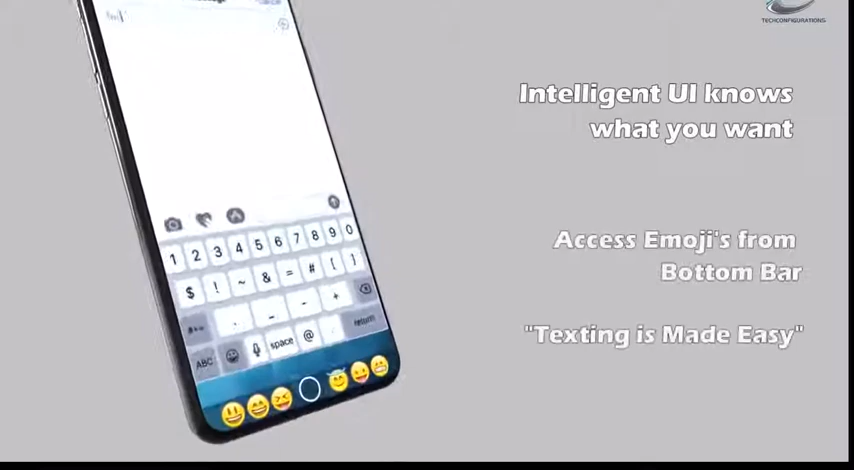 TECHCONFIGURATIONS
Intelligent UI knows
what you want
Access Emoji's from
Bottom Bar
"Texting is Made Easy"
1 2 3 4 5 6 7 8 9 0
$ ! ~ & = # [ ]
. _ - +
#+=
ABC space @ . return